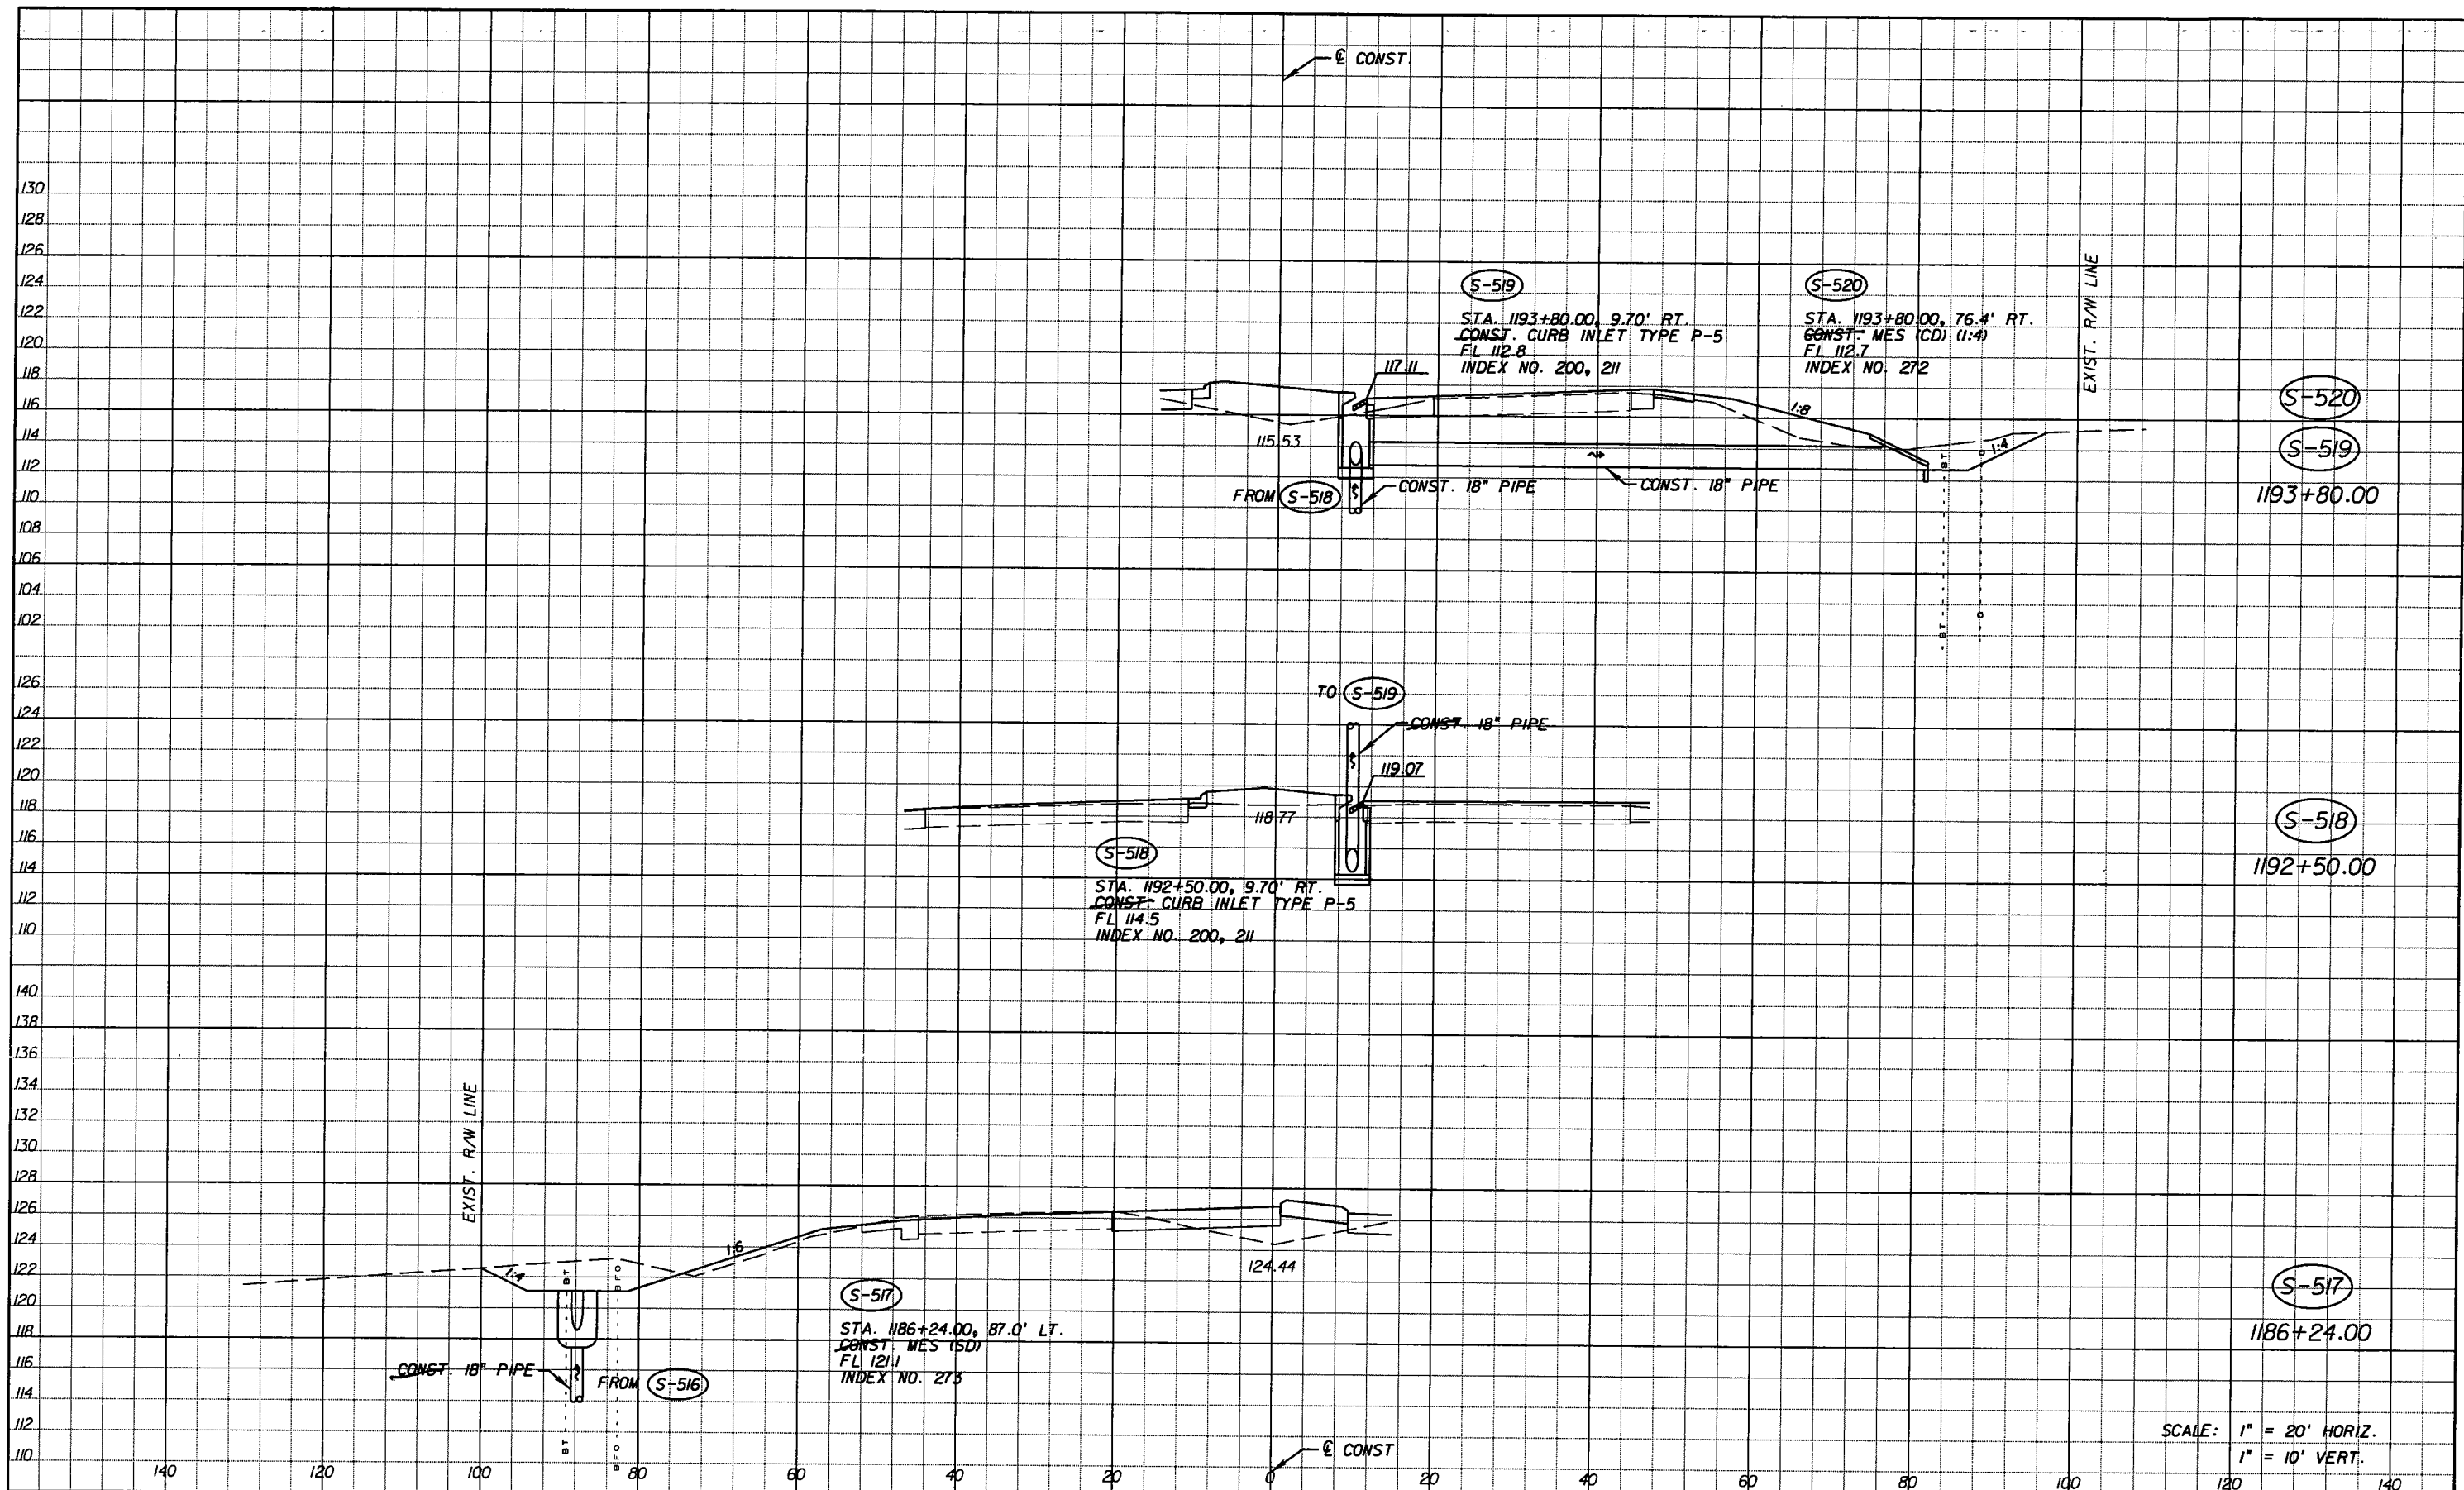 ℄ CONST.
130
128
126
124
122
120
118
116
114
112
110
108
106
104
102
S-519
STA. 1193+80.00, 9.70' RT.
CONST. CURB INLET TYPE P-5
FL 112.8
INDEX NO. 200, 211
S-520
STA. 1193+80.00, 76.4' RT.
CONST. MES (CD) (1:4)
FL 112.7
INDEX NO. 272
EXIST. R/W LINE
117.11
115.53
1:8
1:4
BT
O
BT
O
FROM S-518
CONST. 18" PIPE
CONST. 18" PIPE
S-520
S-519
1193+80.00
126
124
122
120
118
116
114
112
110
TO S-519
CONST. 18" PIPE
119.07
118.77
S-518
STA. 1192+50.00, 9.70' RT.
CONST. CURB INLET TYPE P-5
FL 114.5
INDEX NO. 200, 211
S-518
1192+50.00
140
138
136
134
132
130
128
126
124
122
120
118
116
114
112
110
EXIST. R/W LINE
1:4
1:6
BT
BFO
BT
BFO
124.44
S-517
STA. 1186+24.00, 87.0' LT.
CONST. MES (SD)
FL 121.1
INDEX NO. 273
CONST. 18" PIPE
FROM S-516
S-517
1186+24.00
℄ CONST.
SCALE: 1" = 20' HORIZ.
1" = 10' VERT.
140 120 100 80 60 40 20 0 20 40 60 80 100 120 140